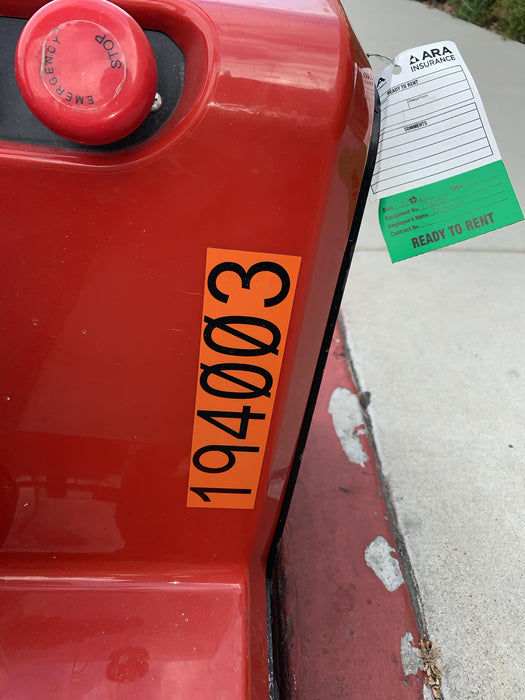 EMERGENCY STOP
ARA
INSURANCE
READY TO RENT
COMMENTS
Date Time
Equipment No.
Employee's Name
Contract No.
READY TO RENT
194003